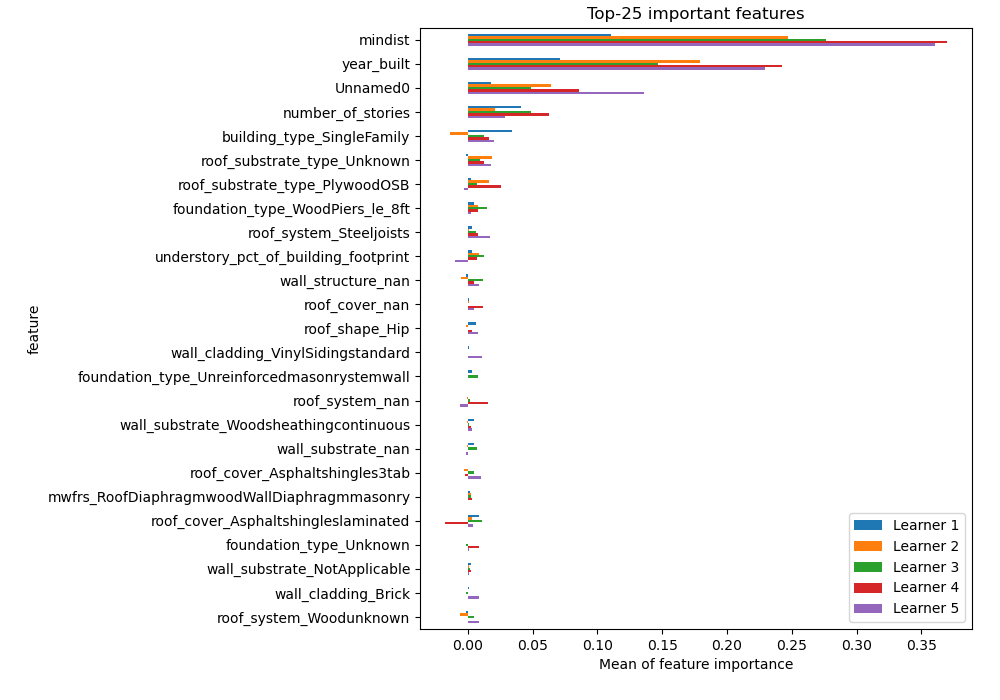 Top-25 important features
mindist
year_built
Unnamed0
number_of_stories
building_type_SingleFamily
roof_substrate_type_Unknown
roof_substrate_type_PlywoodOSB
foundation_type_WoodPiers_le_8ft
roof_system_Steeljoists
understory_pct_of_building_footprint
wall_structure_nan
roof_cover_nan
roof_shape_Hip
wall_cladding_VinylSidingstandard
foundation_type_Unreinforcedmasonrystemwall
roof_system_nan
wall_substrate_Woodsheathingcontinuous
wall_substrate_nan
roof_cover_Asphaltshingles3tab
mwfrs_RoofDiaphragmwoodWallDiaphragmmasonry
roof_cover_Asphaltshingleslaminated
foundation_type_Unknown
wall_substrate_NotApplicable
wall_cladding_Brick
roof_system_Woodunknown
feature
Learner 1
Learner 2
Learner 3
Learner 4
Learner 5
0.00 0.05 0.10 0.15 0.20 0.25 0.30 0.35
Mean of feature importance